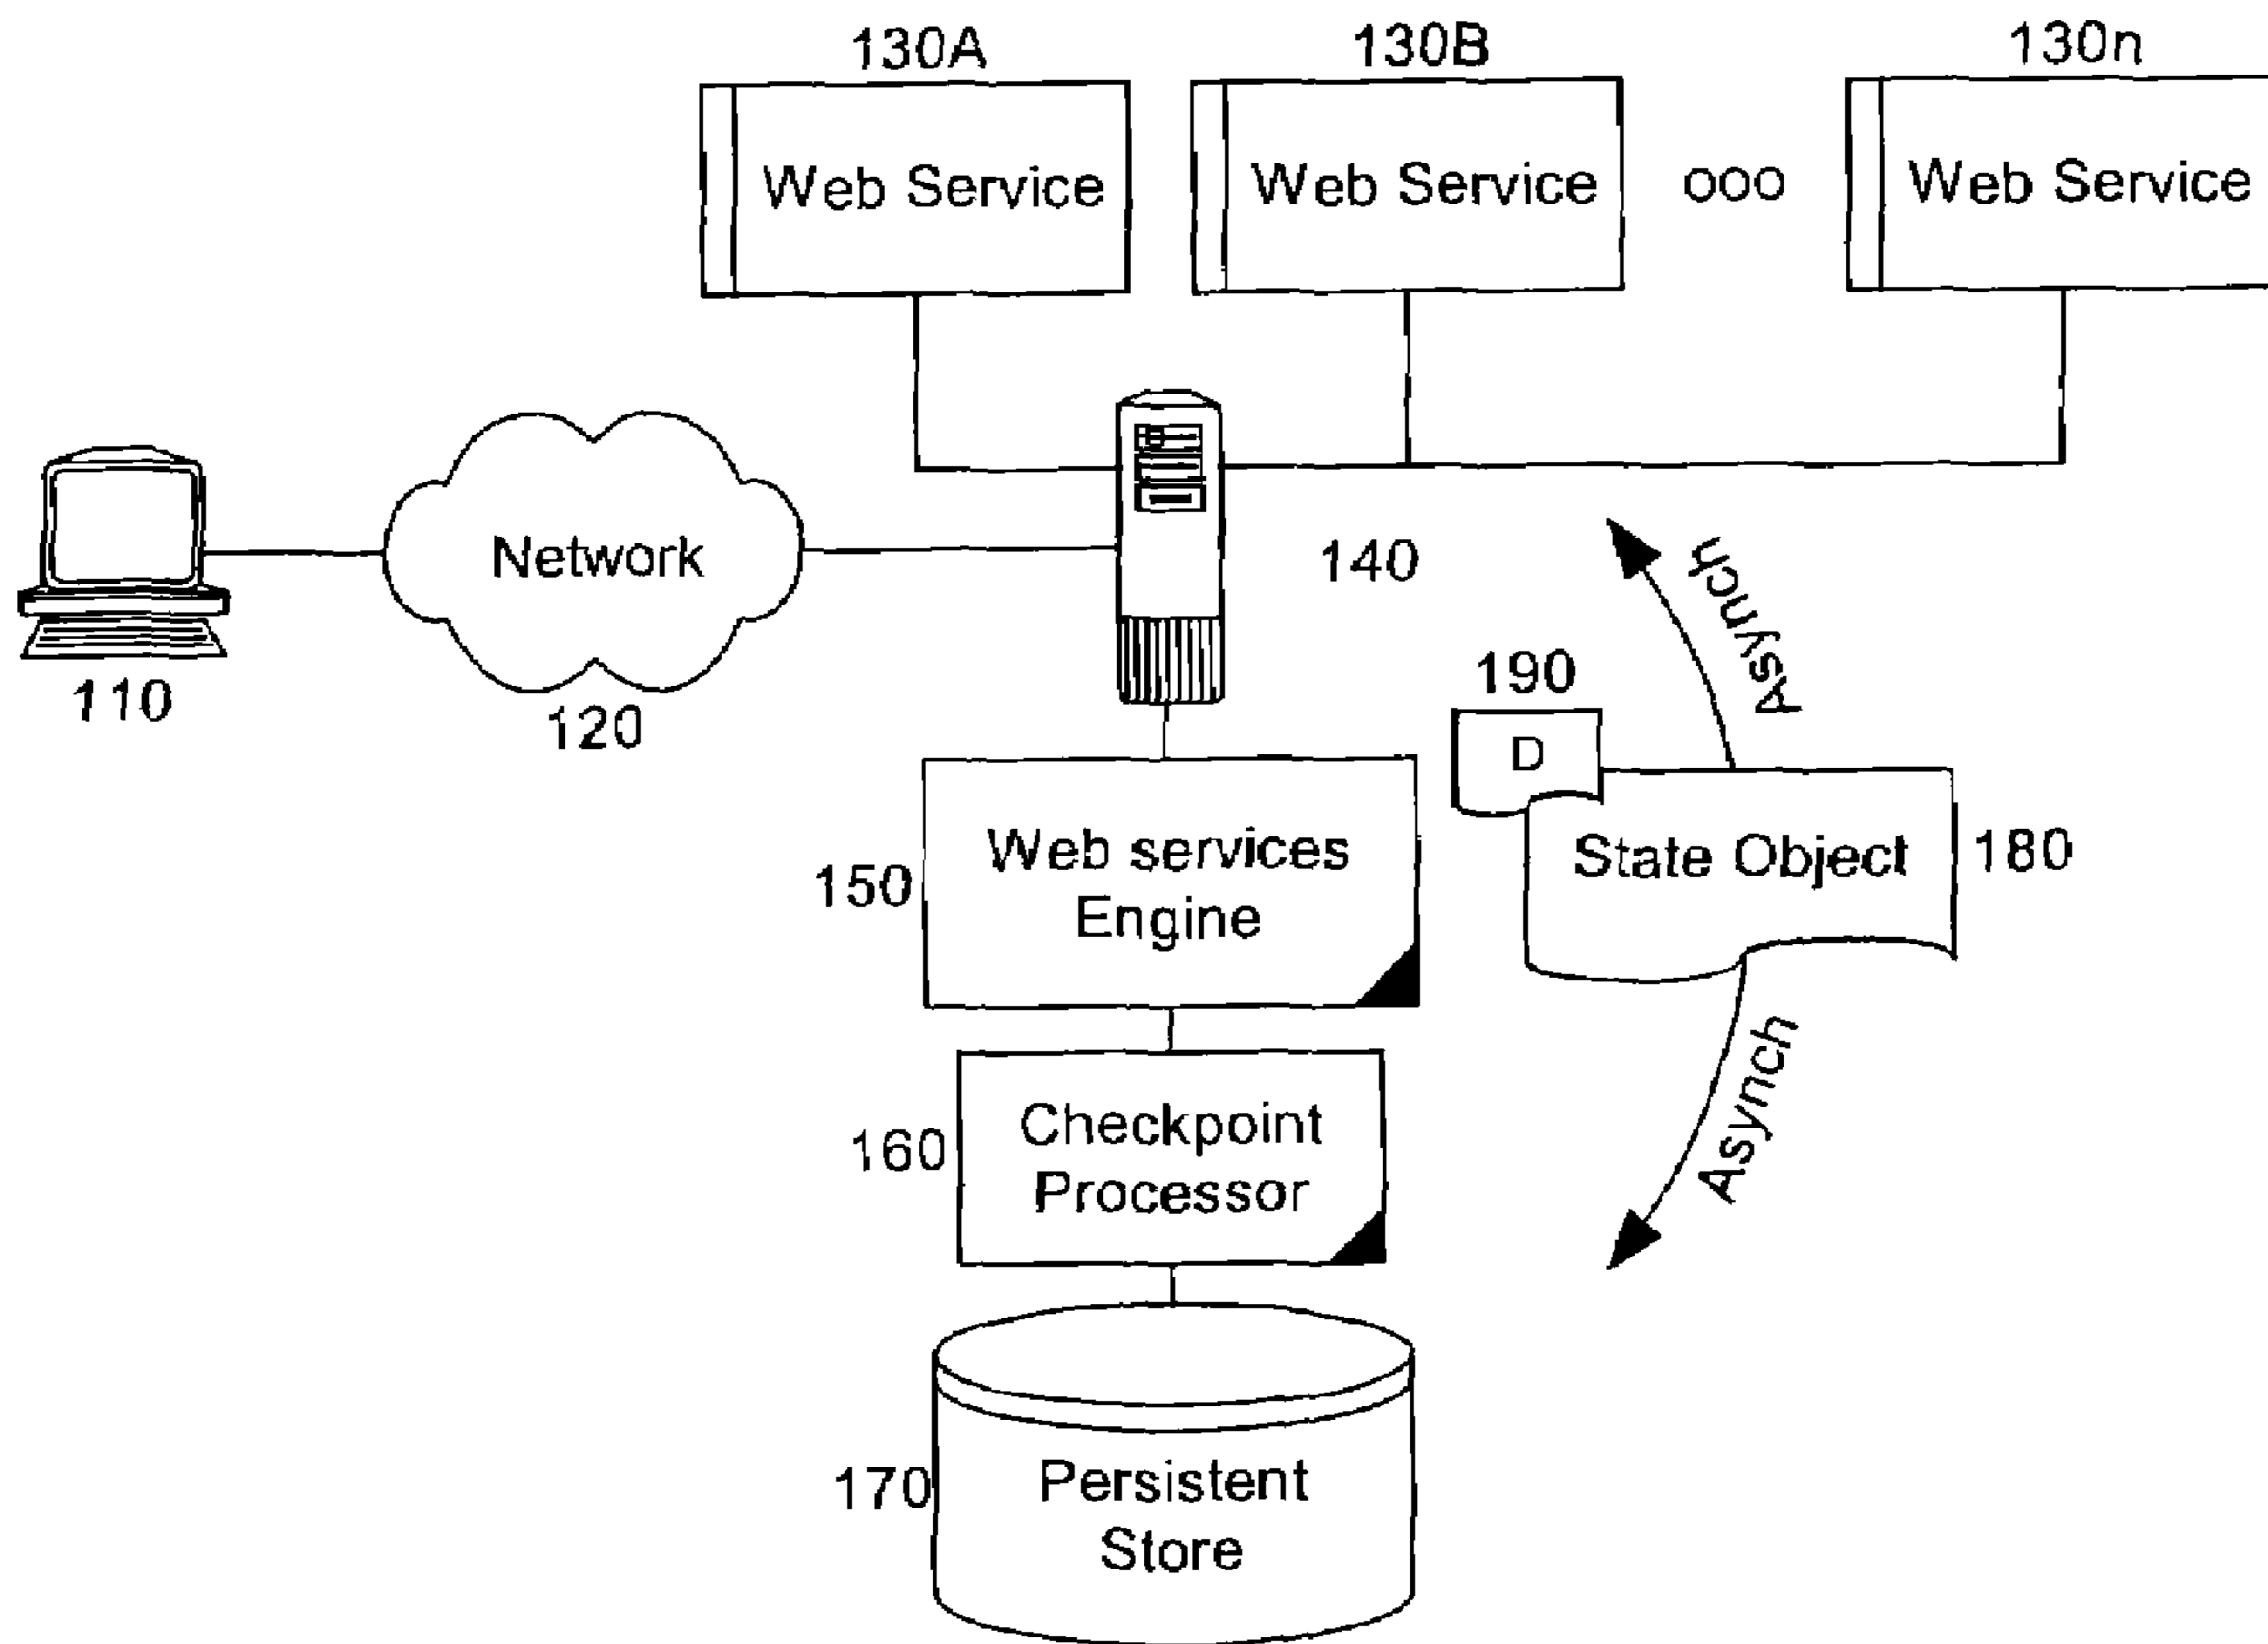 130A
130B
130n
Web Service
Web Service
ooo
Web Service
Network
140
110
120
Asynch
190
D
State Object
180
Web services
Engine
150
Asynch
Checkpoint
Processor
160
Persistent
Store
170